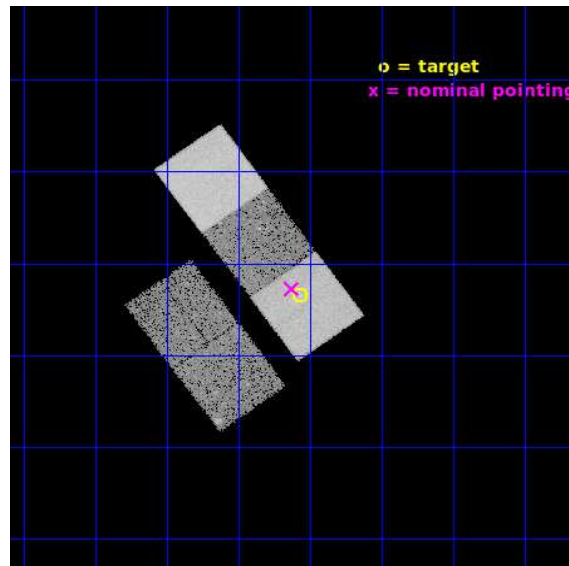 o = target
x = nominal pointing